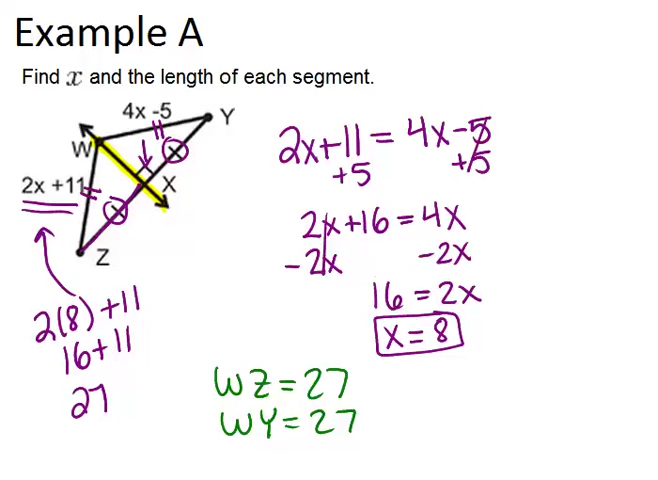 Example A
Find x and the length of each segment.
4x -5
Y
W
X
2x +11
Z
2x+11 = 4x-5
+5 +5
2x+16 = 4x
-2x -2x
16 = 2x
x = 8
2(8) +11
16+11
27
WZ = 27
WY = 27